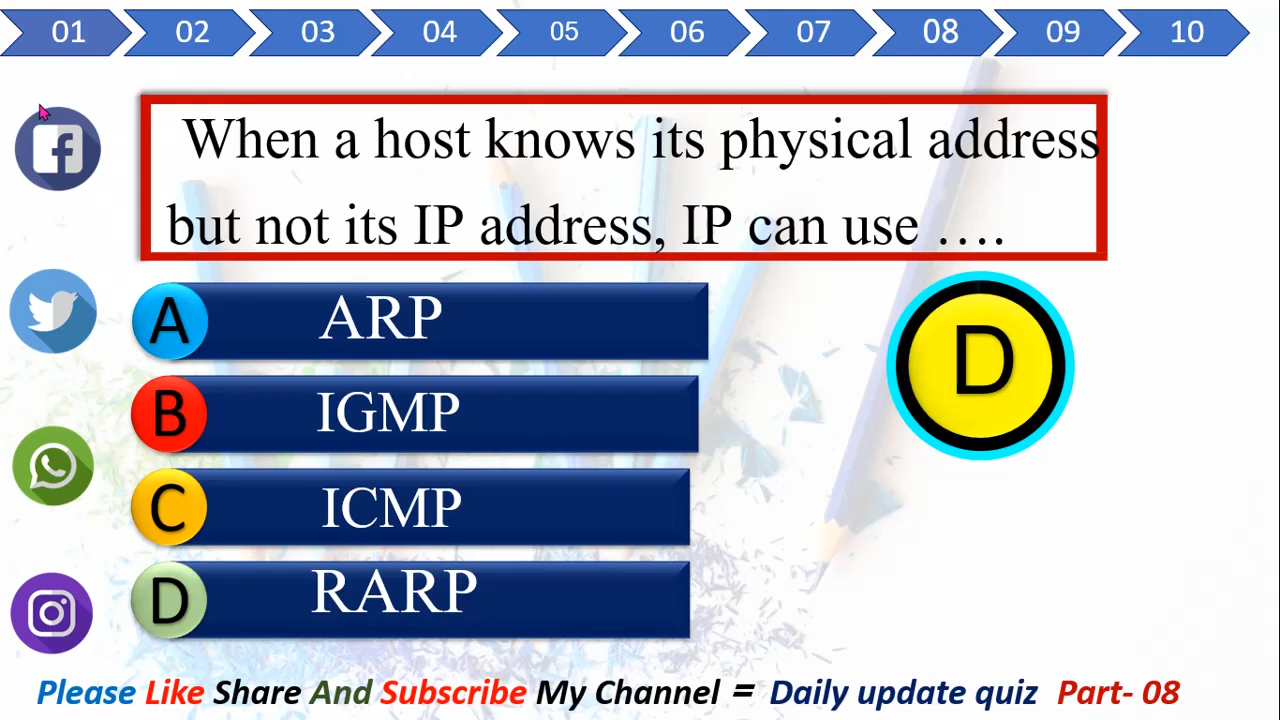 01 02 03 04 05 06 07 08 09 10
When a host knows its physical address
but not its IP address, IP can use ….
A ARP
B IGMP
C ICMP
D RARP
D
Please Like Share And Subscribe My Channel = Daily update quiz Part- 08